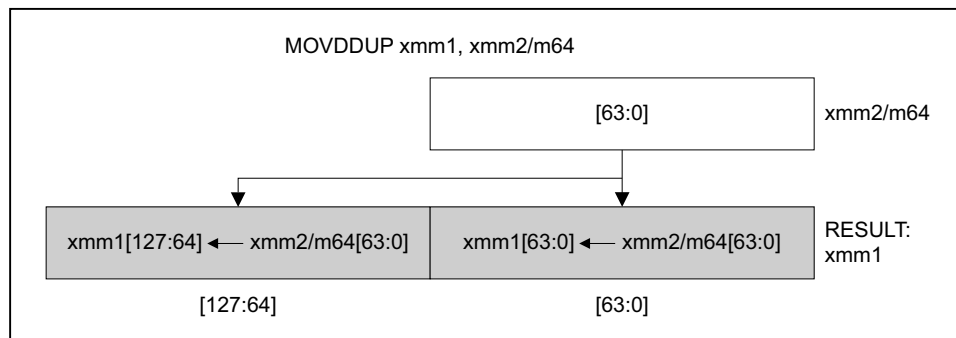 MOVDDUP xmm1, xmm2/m64
[63:0]
xmm2/m64
xmm1[127:64] ← xmm2/m64[63:0]
xmm1[63:0] ← xmm2/m64[63:0]
RESULT:
xmm1
[127:64]
[63:0]